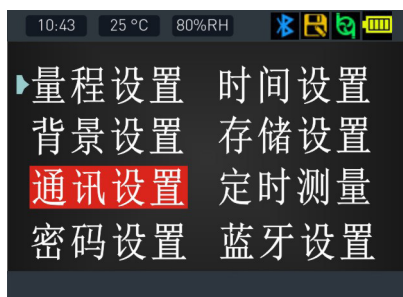 10:43 25 °C 80%RH
量程设置 时间设置
背景设置 存储设置
通讯设置 定时测量
密码设置 蓝牙设置